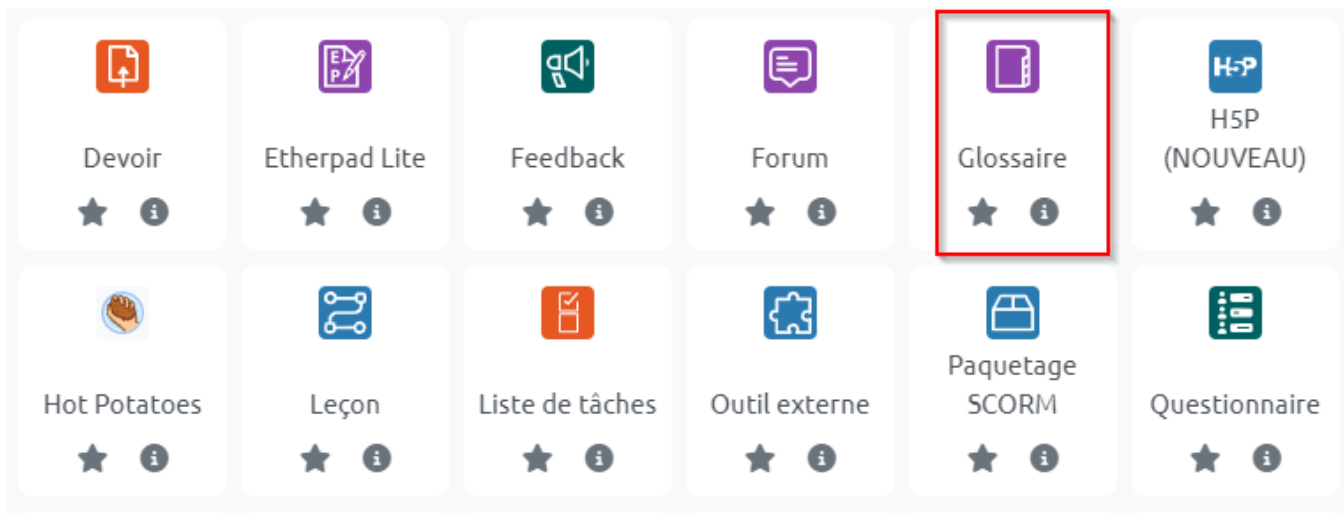 Devoir
Etherpad Lite
Feedback
Forum
Glossaire
H5P
H5P
(NOUVEAU)
Hot Potatoes
Leçon
Liste de tâches
Outil externe
Paquetage
SCORM
Questionnaire